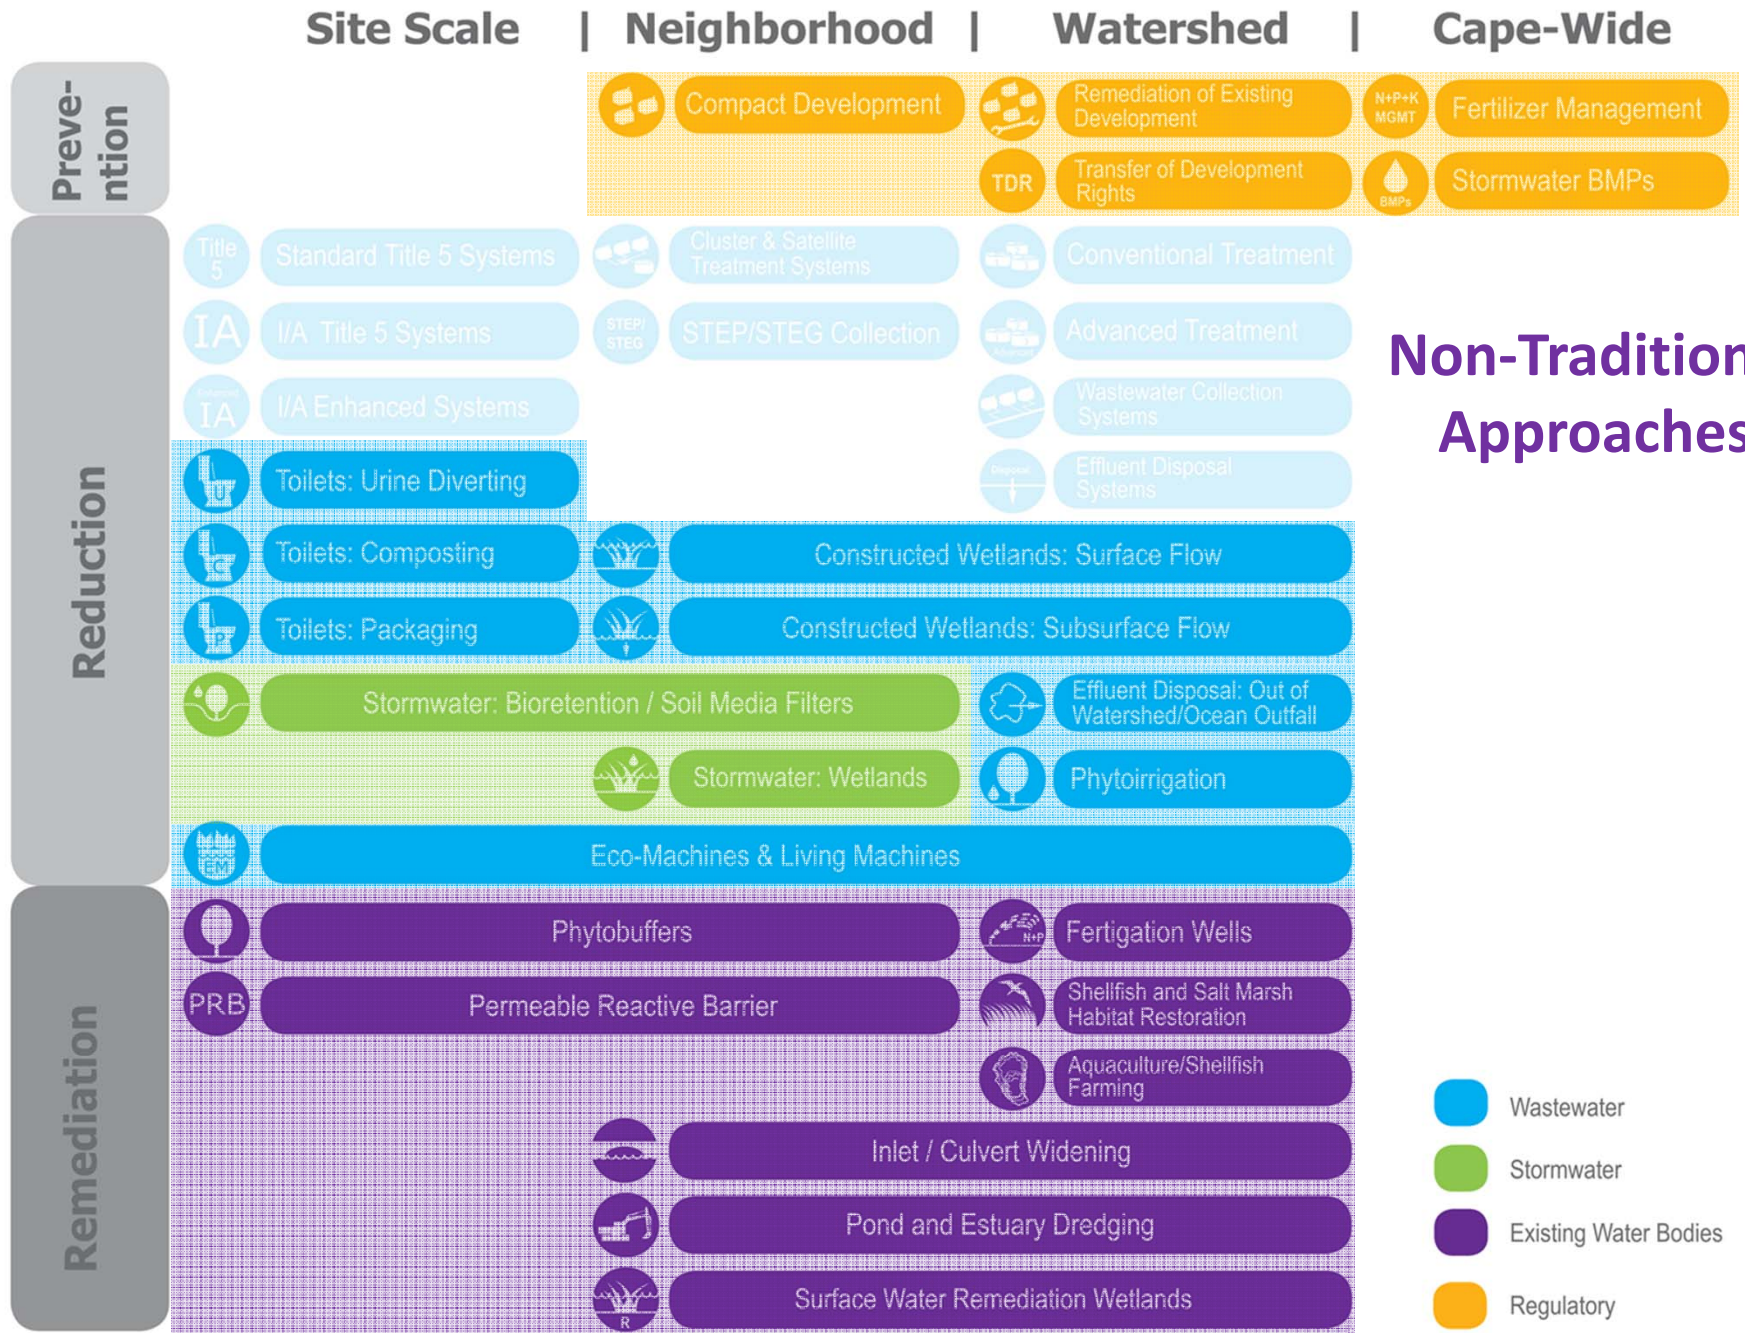 Site Scale | Neighborhood | Watershed | Cape-Wide
Preve-
ntion
Compact Development
Remediation of Existing
Development
N+P+K
MGMT
Fertilizer Management
TDR
Transfer of Development
Rights
BMPs
Stormwater BMPs
Reduction
Title
5
Standard Title 5 Systems
Cluster & Satellite
Treatment Systems
Conventional Treatment
IA
I/A Title 5 Systems
STEP/
STEG
STEP/STEG Collection
Advanced
Advanced Treatment
Non-Tradition
Approaches
Enhanced
IA
I/A Enhanced Systems
Wastewater Collection
Systems
Toilets: Urine Diverting
Disposal
Effluent Disposal
Systems
C
Toilets: Composting
Constructed Wetlands: Surface Flow
P
Toilets: Packaging
Constructed Wetlands: Subsurface Flow
Stormwater: Bioretention / Soil Media Filters
Effluent Disposal: Out of
Watershed/Ocean Outfall
Stormwater: Wetlands
Phytoirrigation
EM
Eco-Machines & Living Machines
Remediation
Phytobuffers
N+P
Fertigation Wells
PRB
Permeable Reactive Barrier
Shellfish and Salt Marsh
Habitat Restoration
Aquaculture/Shellfish
Farming
Inlet / Culvert Widening
Pond and Estuary Dredging
R
Surface Water Remediation Wetlands
Wastewater
Stormwater
Existing Water Bodies
Regulatory